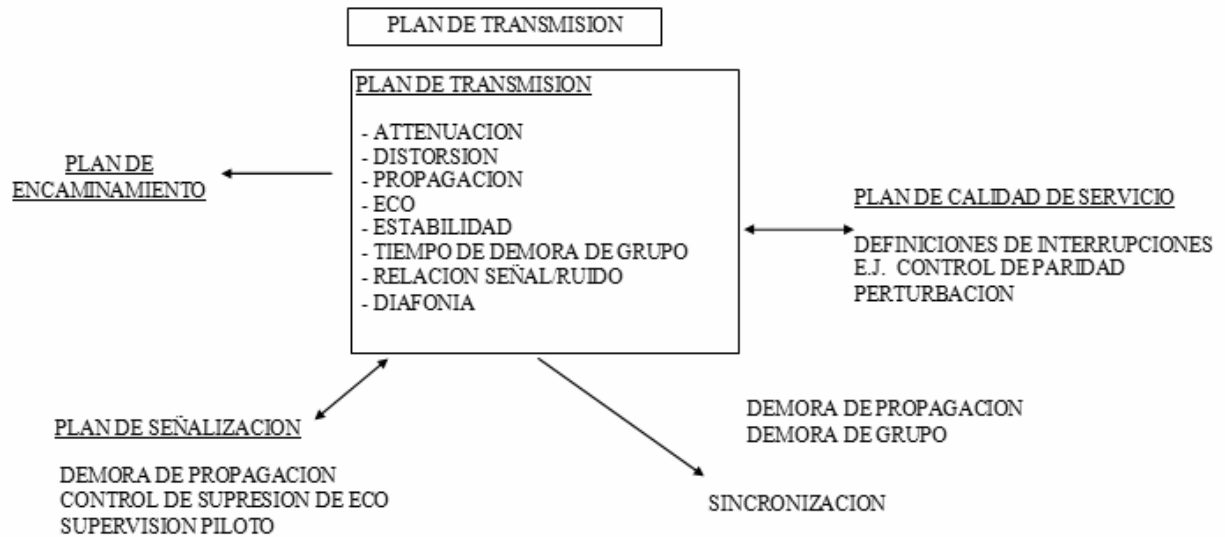 PLAN DE TRANSMISION
PLAN DE TRANSMISION
- ATTENUACION
- DISTORSION
- PROPAGACION
- ECO
- ESTABILIDAD
- TIEMPO DE DEMORA DE GRUPO
- RELACION SEÑAL/RUIDO
- DIAFONIA
PLAN DE
ENCAMINAMIENTO
PLAN DE CALIDAD DE SERVICIO
DEFINICIONES DE INTERRUPCIONES
E.J. CONTROL DE PARIDAD
PERTURBACION
PLAN DE SEÑALIZACION
DEMORA DE PROPAGACION
CONTROL DE SUPRESION DE ECO
SUPERVISION PILOTO
DEMORA DE PROPAGACION
DEMORA DE GRUPO
SINCRONIZACION